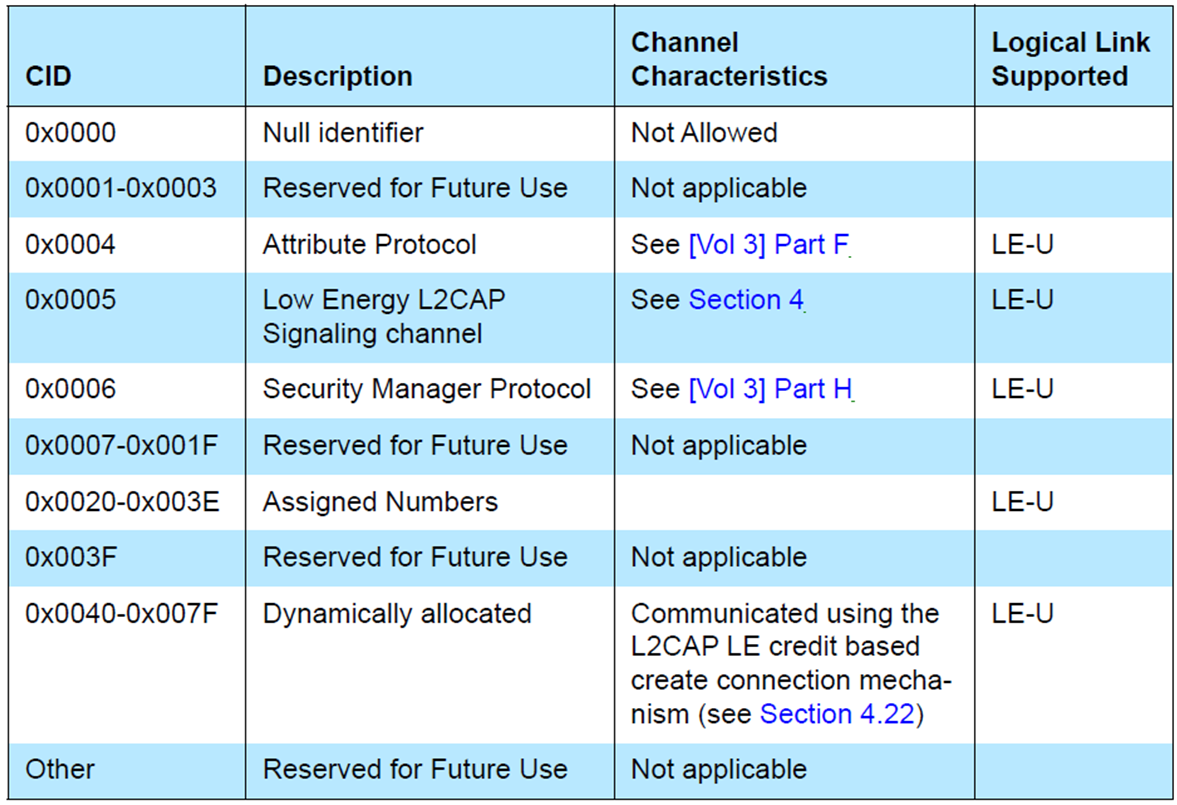 CID Description Channel Characteristics Logical Link Supported
0x0000 Null identifier Not Allowed
0x0001-0x0003 Reserved for Future Use Not applicable
0x0004 Attribute Protocol See [Vol 3] Part F. LE-U
0x0005 Low Energy L2CAP Signaling channel See Section 4. LE-U
0x0006 Security Manager Protocol See [Vol 3] Part H. LE-U
0x0007-0x001F Reserved for Future Use Not applicable
0x0020-0x003E Assigned Numbers LE-U
0x003F Reserved for Future Use Not applicable
0x0040-0x007F Dynamically allocated Communicated using the LE-U
L2CAP LE credit based
create connection mecha-
nism (see Section 4.22)
Other Reserved for Future Use Not applicable